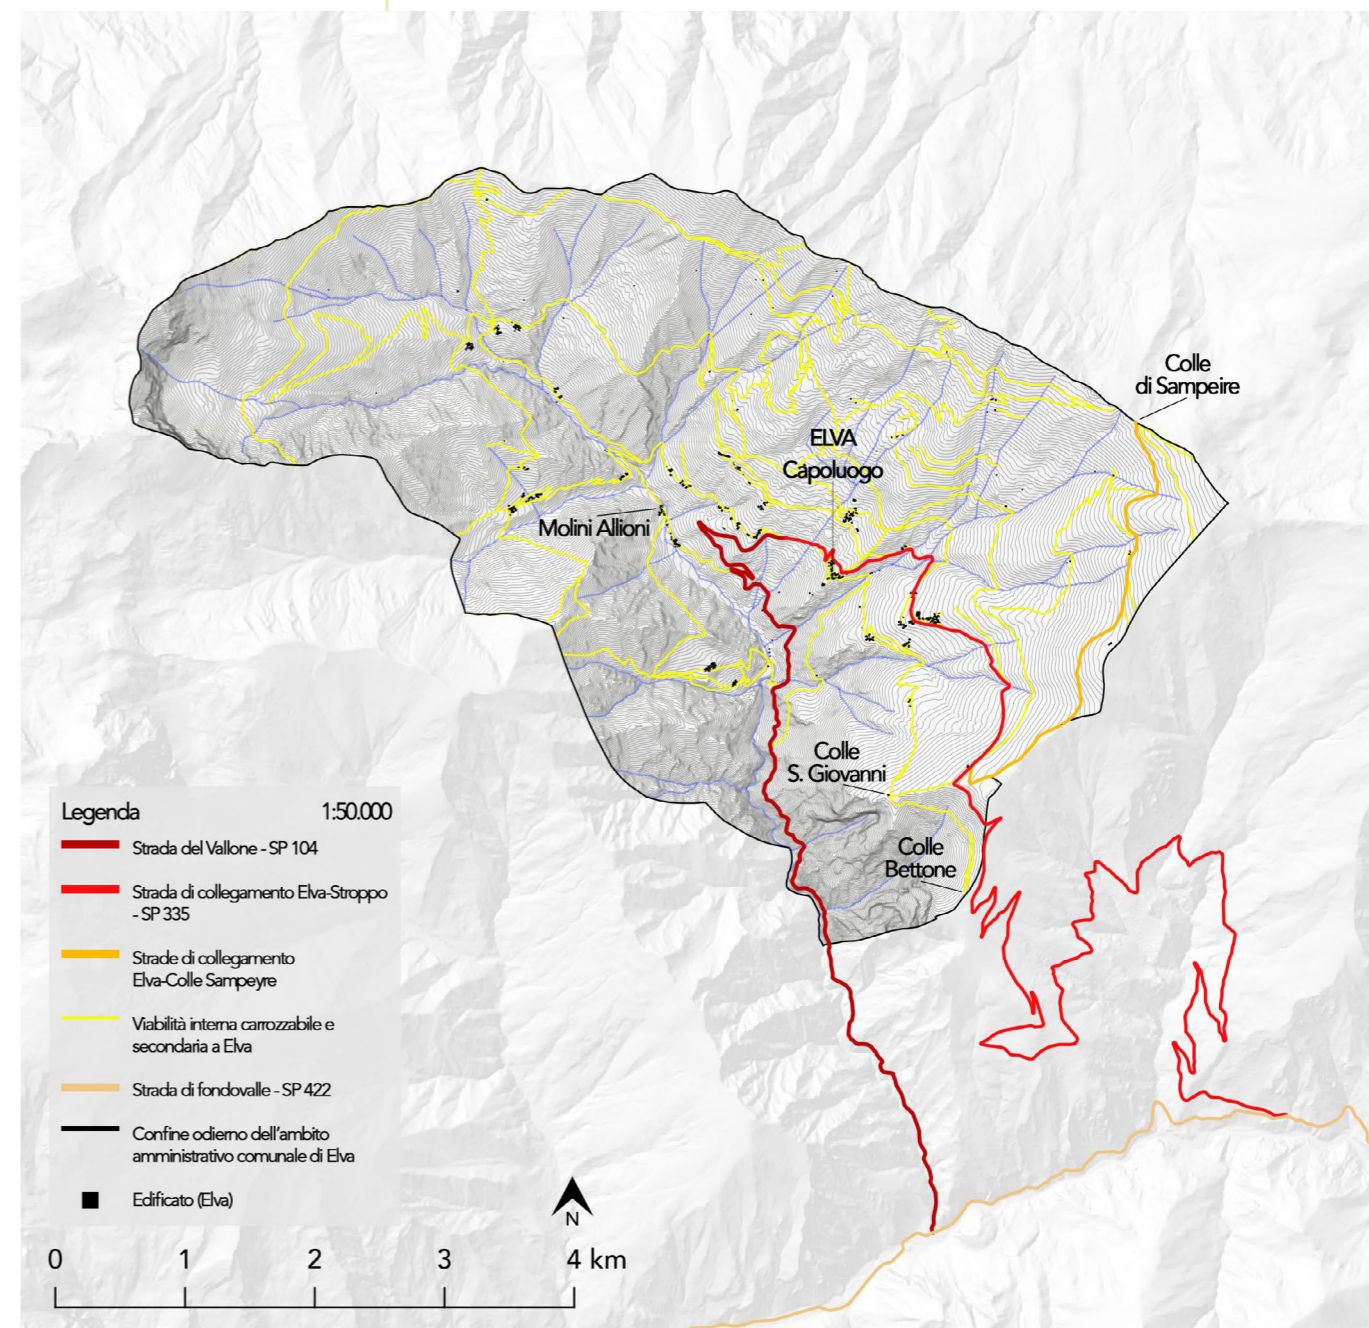 Colle
di Sampeire
ELVA
Capoluogo
Molini Allioni
Colle
S. Giovanni
Colle
Bettone
Legenda 1:50.000
Strada del Vallone - SP 104
Strada di collegamento Elva-Stroppo
- SP 335
Strade di collegamento
Elva-Colle Sampeyre
Viabilità interna carrozzabile e
secondaria a Elva
Strada di fondovalle - SP 422
Confine odierno dell'ambito
amministrativo comunale di Elva
Edificato (Elva)
N
0 1 2 3 4 km